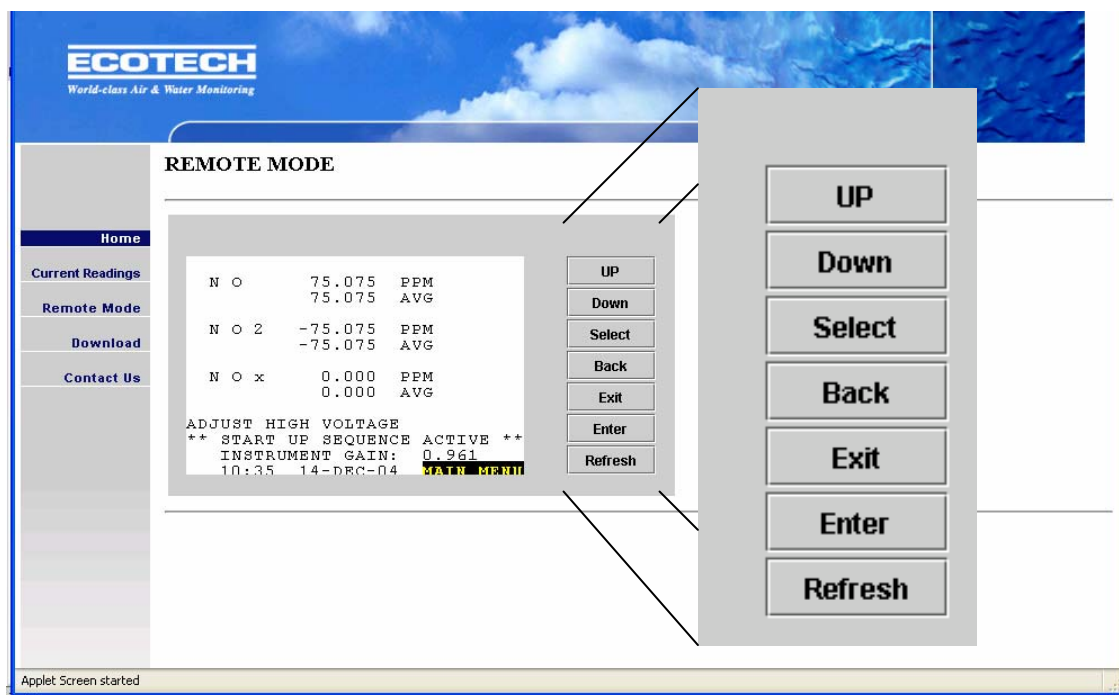 ECOTECH
World-class Air & Water Monitoring
REMOTE MODE
Home
Current Readings
Remote Mode
Download
Contact Us
N O 75.075 PPM
75.075 AVG
N O 2 -75.075 PPM
-75.075 AVG
N O x 0.000 PPM
0.000 AVG
ADJUST HIGH VOLTAGE
** START UP SEQUENCE ACTIVE **
INSTRUMENT GAIN: 0.961
10:35 14-DEC-04 MAIN MENU
UP
Down
Select
Back
Exit
Enter
Refresh
UP
Down
Select
Back
Exit
Enter
Refresh
Applet Screen started